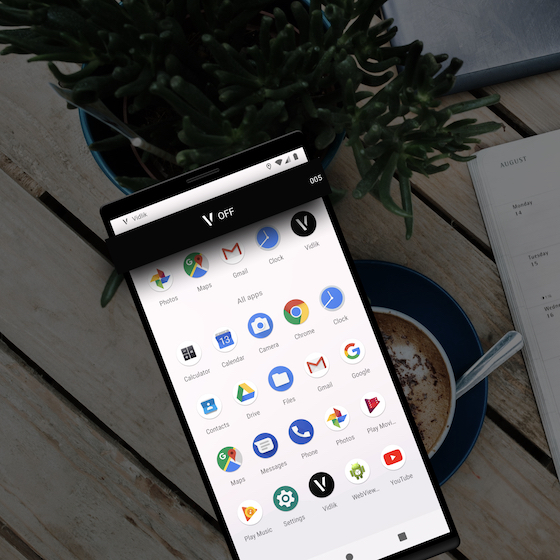 AUGUST
Monday
14
Tuesday
15
Wednes
16
Vidlik
V OFF
005
Photos
Maps
Gmail
Clock
Vidlik
All apps
Calculator
Calendar
13
Camera
Chrome
Clock
Contacts
Drive
Files
Gmail
Google
Maps
Messages
Phone
Photos
Play Movi...
Play Music
Settings
Vidlik
WebView...
YouTube